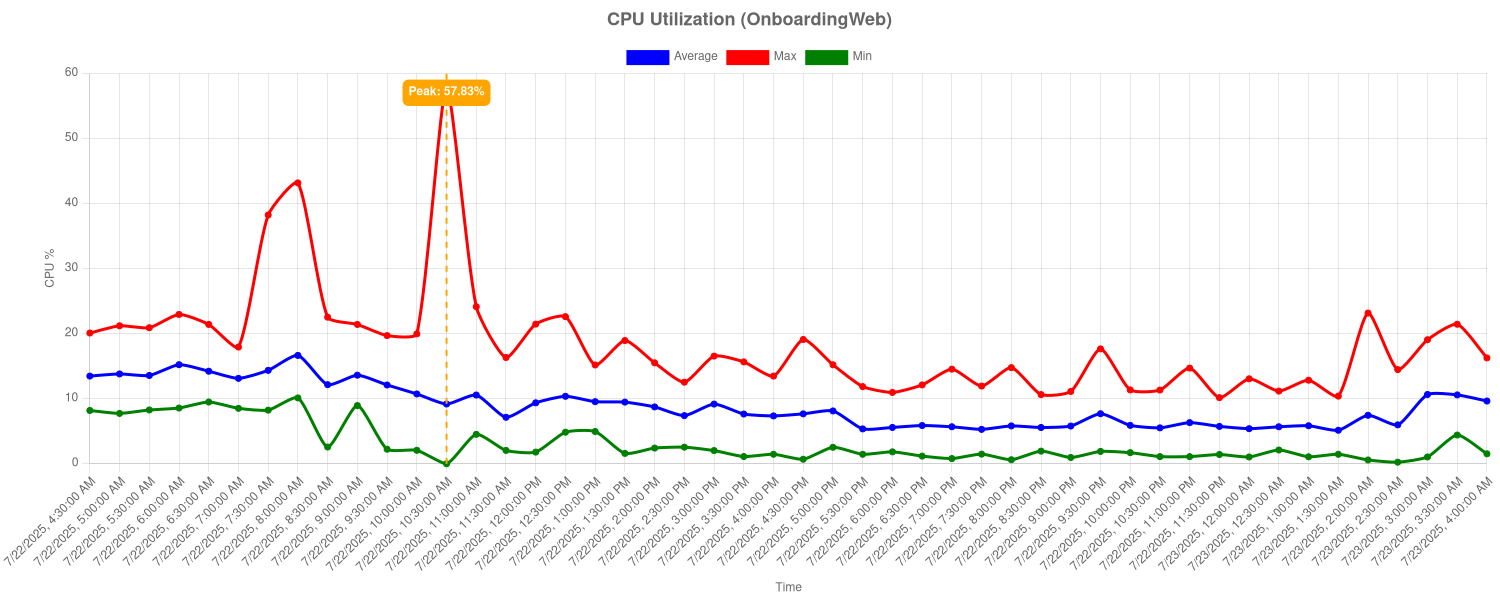 CPU Utilization (OnboardingWeb)
Average Max Min
60
Peak: 57.83%
50
40
30
20
10
0
CPU %
7/22/2025, 4:30:00 AM
7/22/2025, 5:00:00 AM
7/22/2025, 5:30:00 AM
7/22/2025, 6:00:00 AM
7/22/2025, 6:30:00 AM
7/22/2025, 7:00:00 AM
7/22/2025, 7:30:00 AM
7/22/2025, 8:00:00 AM
7/22/2025, 8:30:00 AM
7/22/2025, 9:00:00 AM
7/22/2025, 9:30:00 AM
7/22/2025, 10:00:00 AM
7/22/2025, 10:30:00 AM
7/22/2025, 11:00:00 AM
7/22/2025, 11:30:00 AM
7/22/2025, 12:00:00 PM
7/22/2025, 12:30:00 PM
7/22/2025, 1:00:00 PM
7/22/2025, 1:30:00 PM
7/22/2025, 2:00:00 PM
7/22/2025, 2:30:00 PM
7/22/2025, 3:00:00 PM
7/22/2025, 3:30:00 PM
7/22/2025, 4:00:00 PM
7/22/2025, 4:30:00 PM
7/22/2025, 5:00:00 PM
7/22/2025, 5:30:00 PM
7/22/2025, 6:00:00 PM
7/22/2025, 6:30:00 PM
7/22/2025, 7:00:00 PM
7/22/2025, 7:30:00 PM
7/22/2025, 8:00:00 PM
7/22/2025, 8:30:00 PM
7/22/2025, 9:00:00 PM
7/22/2025, 9:30:00 PM
7/22/2025, 10:00:00 PM
7/22/2025, 10:30:00 PM
7/22/2025, 11:00:00 PM
7/22/2025, 11:30:00 PM
7/23/2025, 12:00:00 AM
7/23/2025, 12:30:00 AM
7/23/2025, 1:00:00 AM
7/23/2025, 1:30:00 AM
7/23/2025, 2:00:00 AM
7/23/2025, 2:30:00 AM
7/23/2025, 3:00:00 AM
7/23/2025, 3:30:00 AM
7/23/2025, 4:00:00 AM
Time